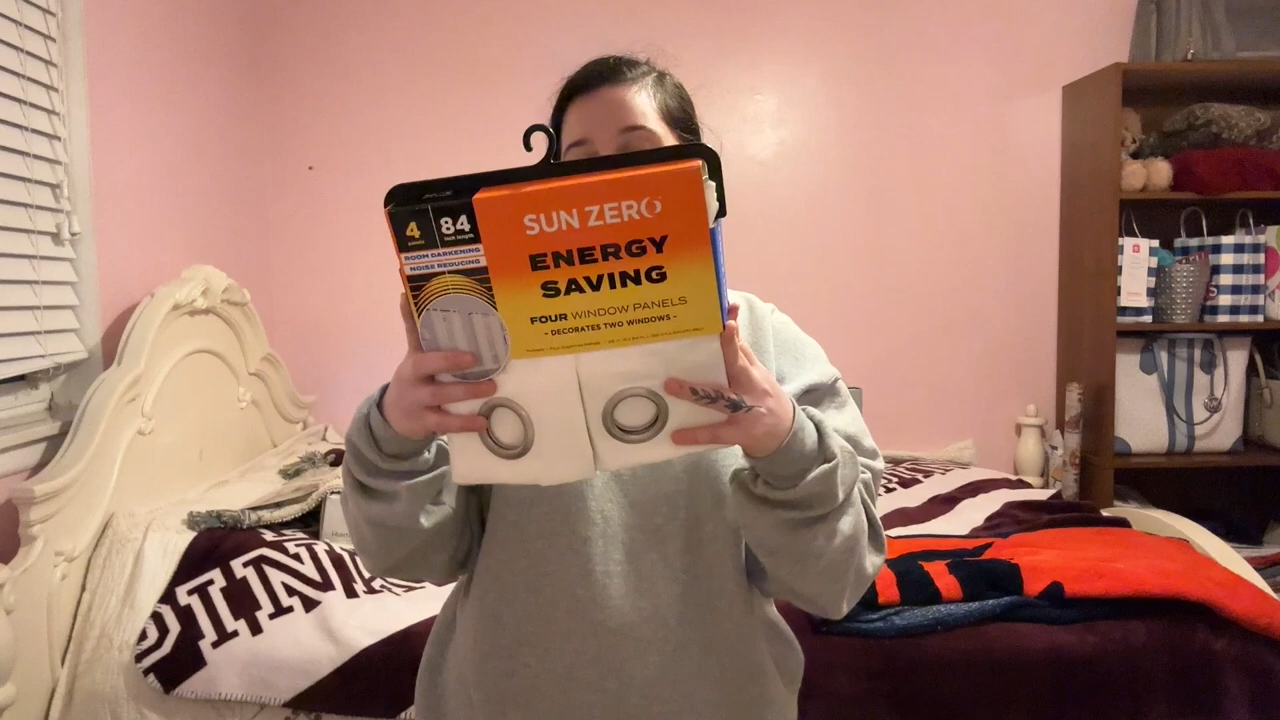 SUN ZERO
4 84
panels inch length
ROOM DARKENING
NOISE REDUCING
ENERGY
SAVING
FOUR WINDOW PANELS
- DECORATES TWO WINDOWS -
PINK